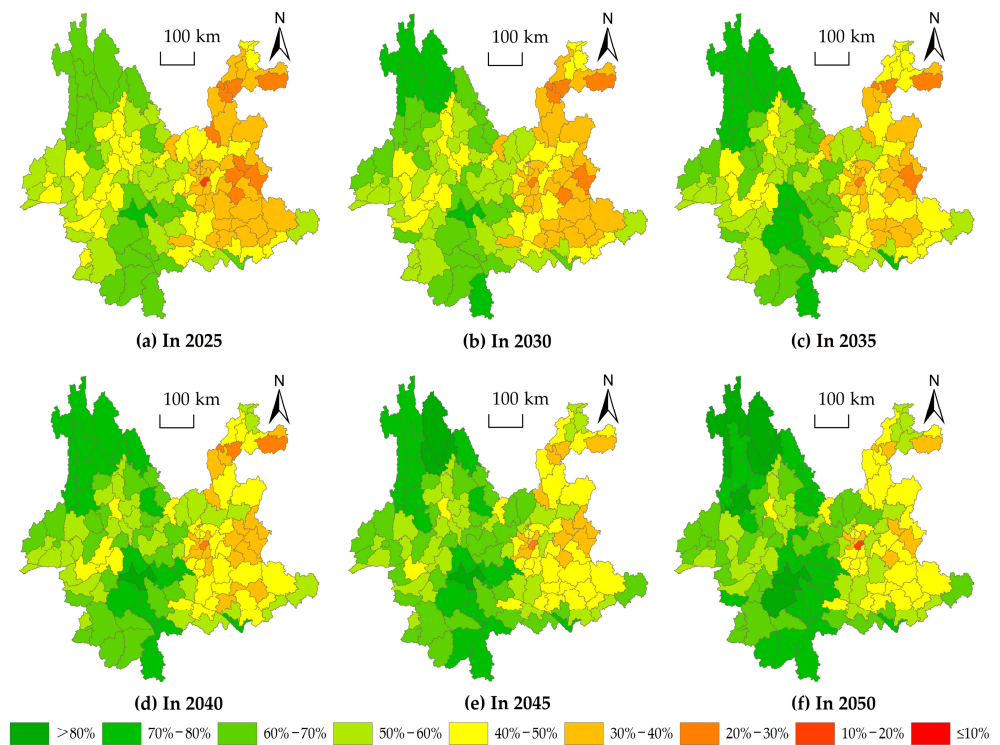 N N N
100 km 100 km 100 km
(a) In 2025 (b) In 2030 (c) In 2035
N N N
100 km 100 km 100 km
(d) In 2040 (e) In 2045 (f) In 2050
>80% 70%-80% 60%-70% 50%-60% 40%-50% 30%-40% 20%-30% 10%-20% ≤10%